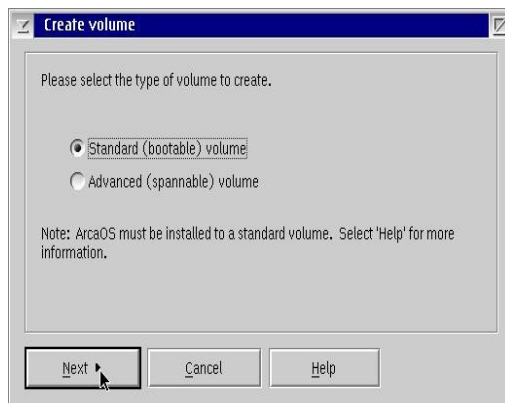 Create volume
Please select the type of volume to create.
Standard (bootable) volume
Advanced (spannable) volume
Note: ArcaOS must be installed to a standard volume. Select 'Help' for more
information.
Next
Cancel
Help